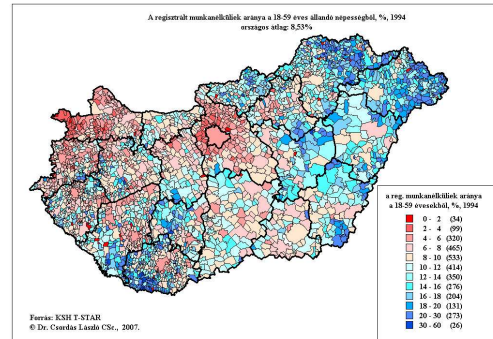 A regisztrált munkanélküliek aránya a 18-59 éves állandó népességből, %, 1994
országos átlag: 8,53%
a reg. munkanélküliek aránya
a 18-59 évesekből, %, 1994
0 - 2 (34)
2 - 4 (99)
4 - 6 (320)
6 - 8 (465)
8 - 10 (533)
10 - 12 (414)
12 - 14 (350)
14 - 16 (276)
16 - 18 (204)
18 - 20 (131)
20 - 30 (273)
30 - 60 (26)
Forrás: KSH T-STAR
© Dr. Csordás László CSc., 2007.